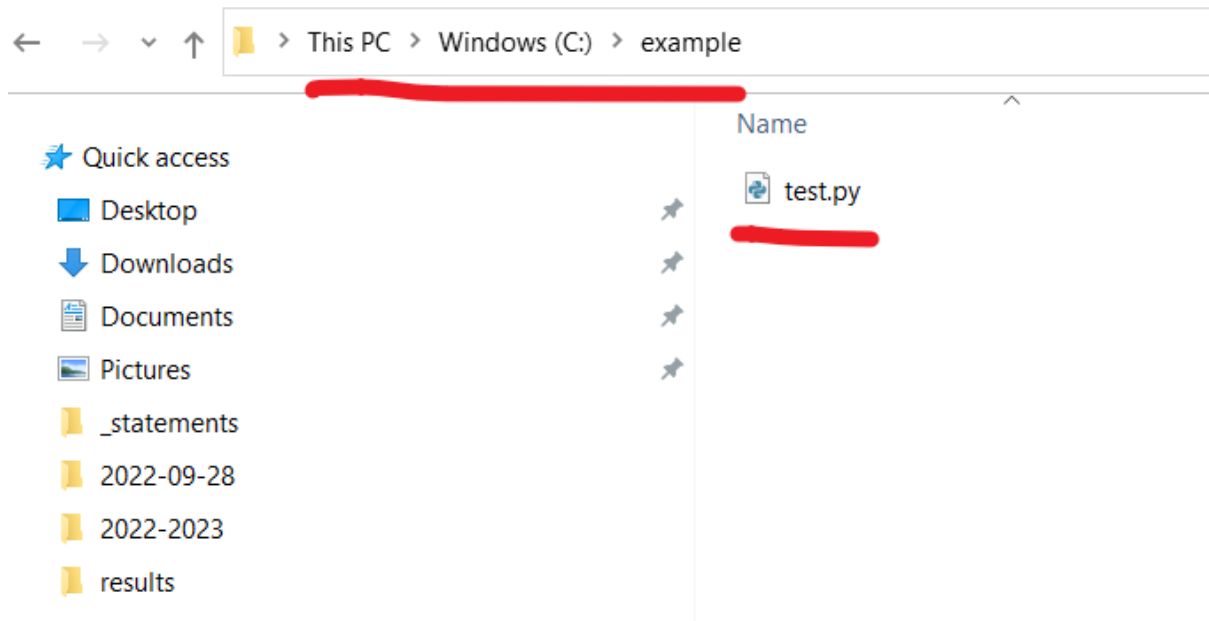 This PC > Windows (C:) > example
Name
Quick access
test.py
Desktop
Downloads
Documents
Pictures
_statements
2022-09-28
2022-2023
results